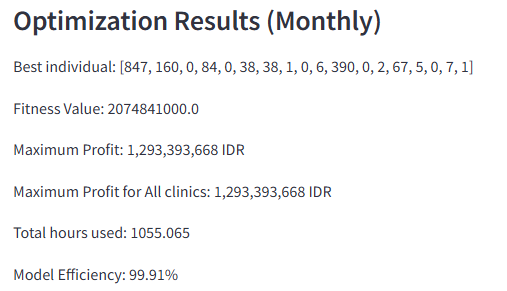 Optimization Results (Monthly)
Best individual: [847, 160, 0, 84, 0, 38, 38, 1, 0, 6, 390, 0, 2, 67, 5, 0, 7, 1]
Fitness Value: 2074841000.0
Maximum Profit: 1,293,393,668 IDR
Maximum Profit for All clinics: 1,293,393,668 IDR
Total hours used: 1055.065
Model Efficiency: 99.91%